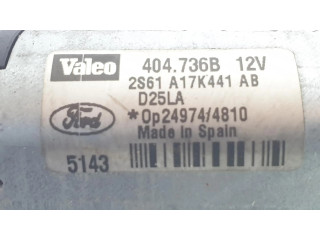 Valeo 404.736B 12V
2S61 A17K441 AB
D25LA
Ford *Op24974/4810
Made in Spain
5143